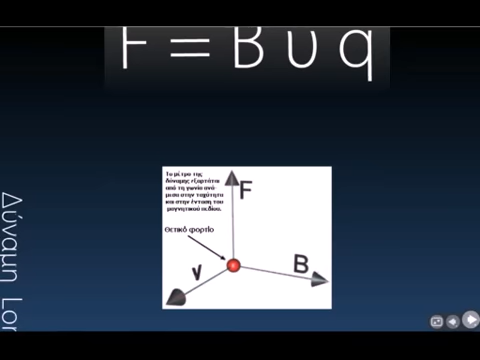 F = B υ q
Το μέτρο της
δύναμης εξαρτάται
από τη γωνία ανά
μεσα στην ταχύτητα
και στην ένταση του
μαγνητικού πεδίου.
F
Θετικό φορτίο
B
v
Δύναμη Lor